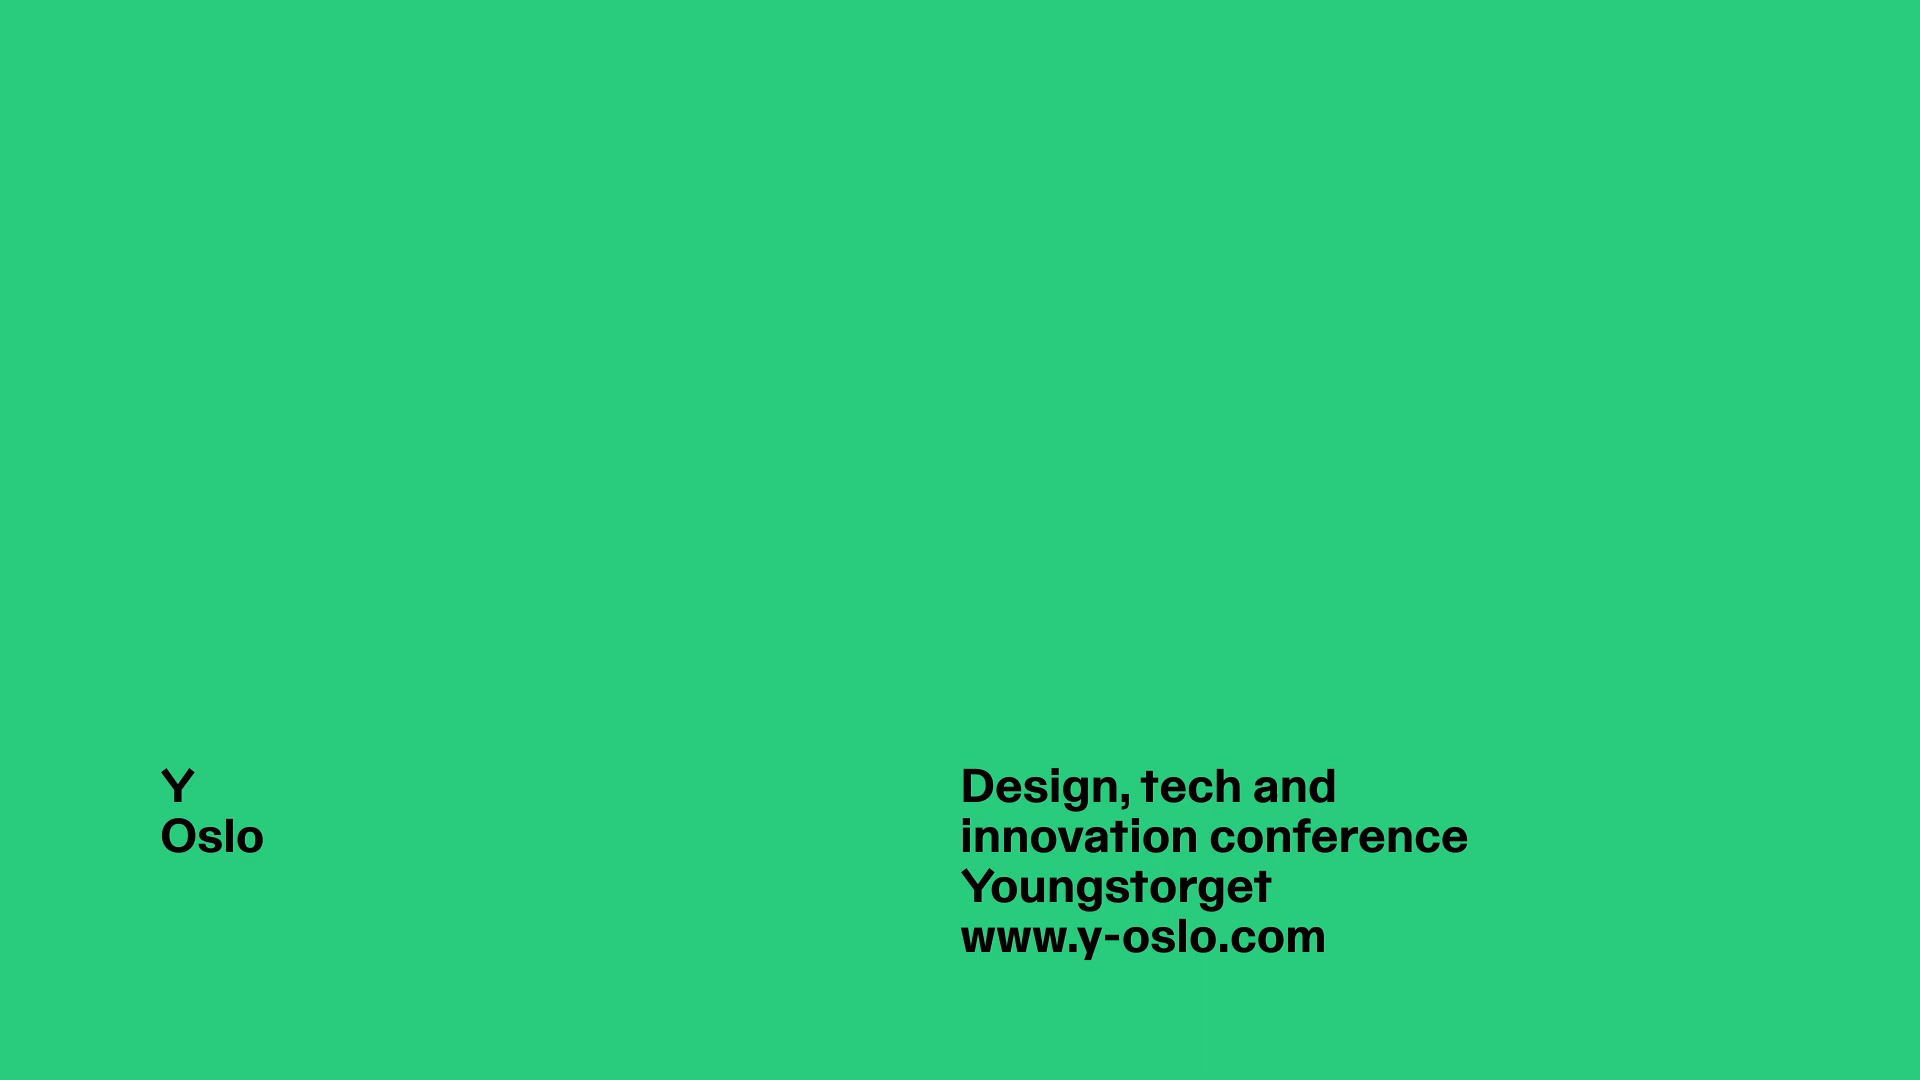 Y
Oslo
Design, tech and
innovation conference
Youngstorget
www.y-oslo.com